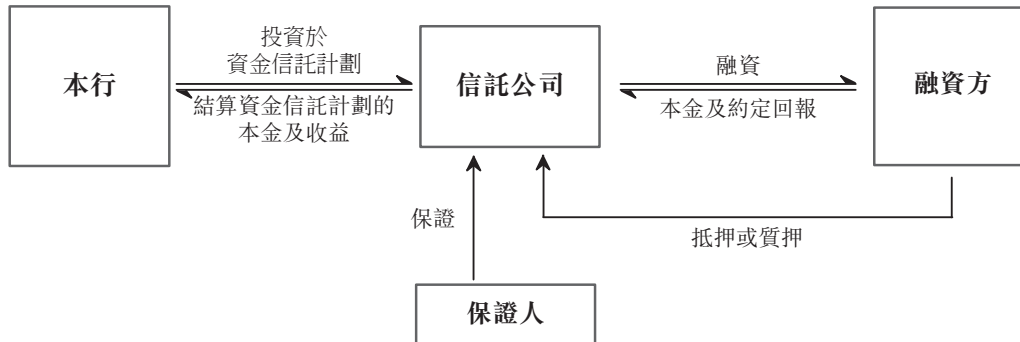 投資於
資金信託計劃
本行
信託公司
融資
融資方
結算資金信託計劃的
本金及收益
本金及約定回報
保證
抵押或質押
保證人